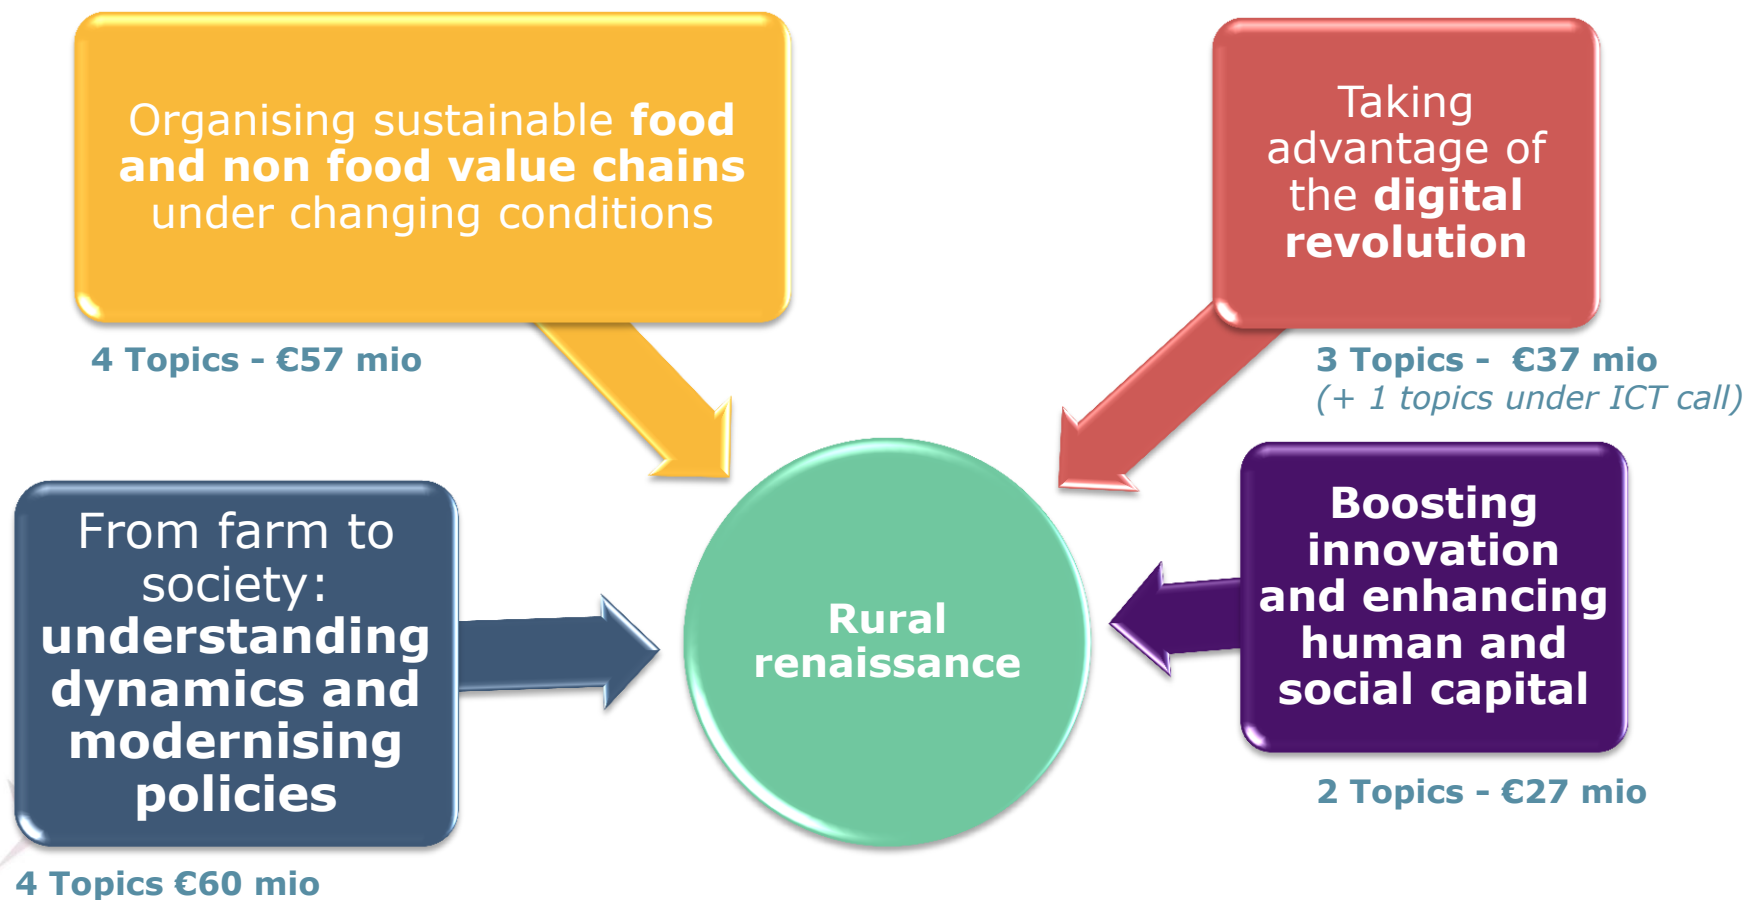 Organising sustainable food
and non food value chains
under changing conditions
4 Topics - €57 mio
Taking
advantage of
the digital
revolution
3 Topics - €37 mio
(+ 1 topics under ICT call)
From farm to
society:
understanding
dynamics and
modernising
policies
4 Topics €60 mio
Rural
renaissance
Boosting
innovation
and enhancing
human and
social capital
2 Topics - €27 mio